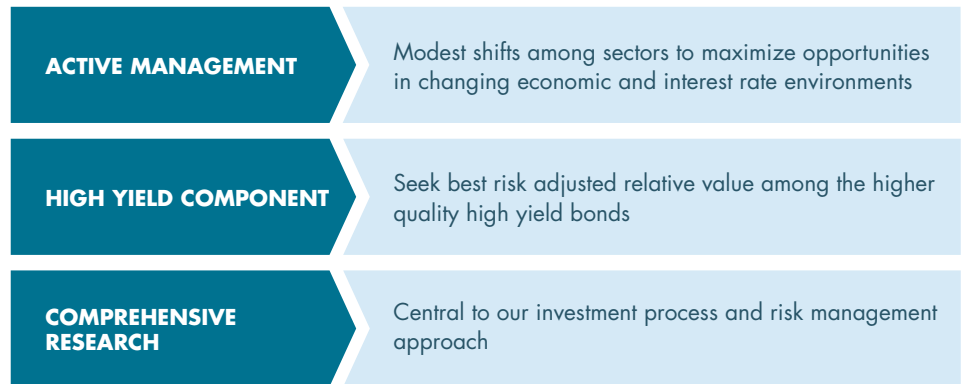 ACTIVE MANAGEMENT
Modest shifts among sectors to maximize opportunities
in changing economic and interest rate environments
HIGH YIELD COMPONENT
Seek best risk adjusted relative value among the higher
quality high yield bonds
COMPREHENSIVE
RESEARCH
Central to our investment process and risk management
approach